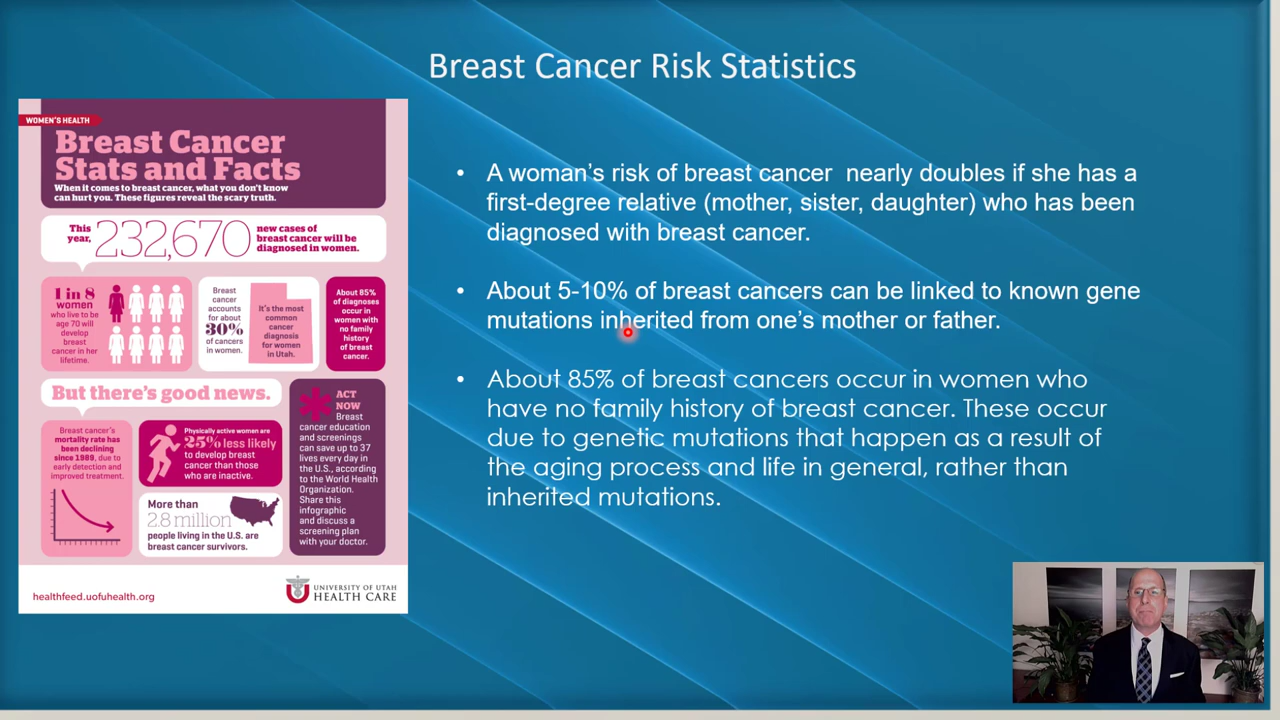 Breast Cancer Risk Statistics
WOMEN'S HEALTH
Breast Cancer
Stats and Facts
When it comes to breast cancer, what you don't know
can hurt you. These figures reveal the scary truth.
This
year,
232,670
new cases of
breast cancer will be
diagnosed in women.
1 in 8
women
who live to be
age 70 will
develop
breast
cancer in her
lifetime.
Breast
cancer
accounts
for about
30%
of cancers
in women.
It's the most
common
cancer
diagnosis
for women
in Utah.
About 85%
of diagnoses
occur in
women with
no family
history
of breast
cancer.
But there's good news.
Breast cancer's
mortality rate has
been declining
since 1989, due to
early detection and
improved treatment.
Physically active women are
25% less likely
to develop breast
cancer than those
who are inactive.
More than
2.8 million
people living in the U.S. are
breast cancer survivors.
ACT
NOW
Breast
cancer education
and screenings
can save up to 37
lives every day in
the U.S., according
to the World Health
Organization.
Share this
infographic
and discuss a
screening plan
with your doctor.
healthfeed.uofuhealth.org
UNIVERSITY OF UTAH
HEALTH CARE
• A woman's risk of breast cancer nearly doubles if she has a
first-degree relative (mother, sister, daughter) who has been
diagnosed with breast cancer.
• About 5-10% of breast cancers can be linked to known gene
mutations inherited from one's mother or father.
• About 85% of breast cancers occur in women who
have no family history of breast cancer. These occur
due to genetic mutations that happen as a result of
the aging process and life in general, rather than
inherited mutations.